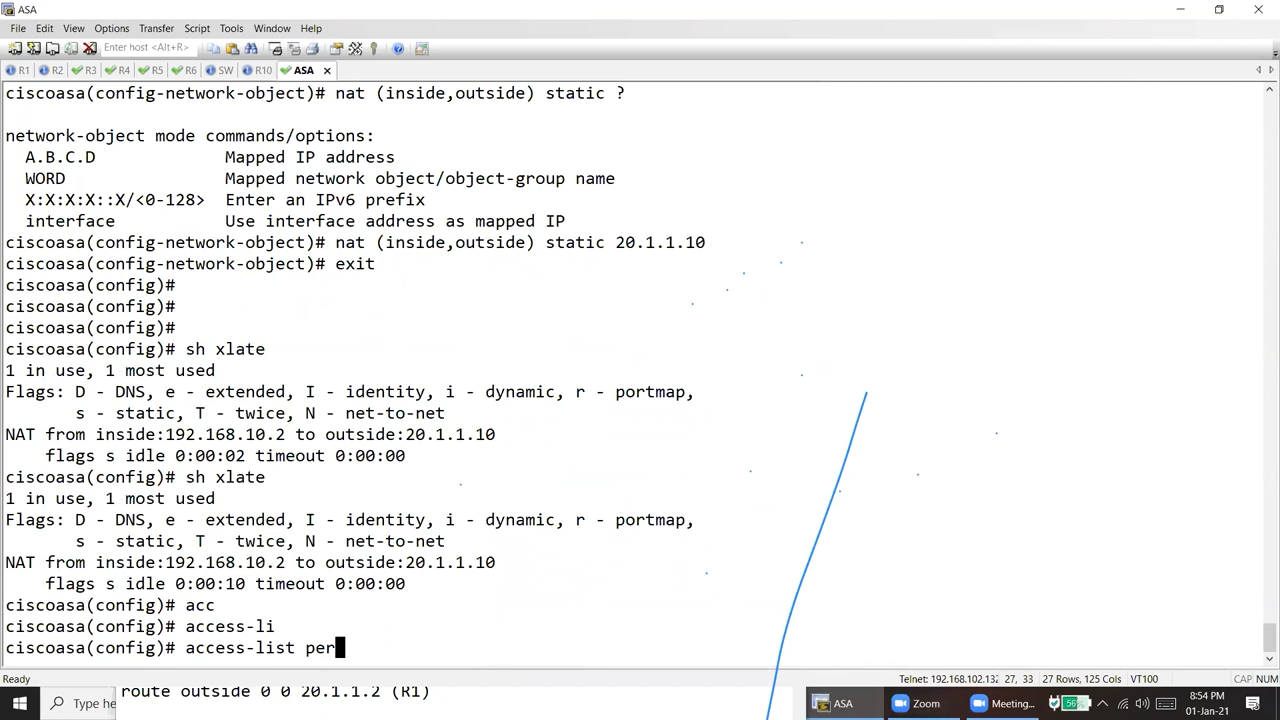 ASA
File Edit View Options Transfer Script Tools Window Help
Enter host <Alt+R>
R1 R2 R3 R4 R5 R6 SW R10 ASA
ciscoasa(config-network-object)# nat (inside,outside) static ?
network-object mode commands/options:
A.B.C.D Mapped IP address
WORD Mapped network object/object-group name
X:X:X:X::X/<0-128> Enter an IPv6 prefix
interface Use interface address as mapped IP
ciscoasa(config-network-object)# nat (inside,outside) static 20.1.1.10
ciscoasa(config-network-object)# exit
ciscoasa(config)#
ciscoasa(config)#
ciscoasa(config)#
ciscoasa(config)# sh xlate
1 in use, 1 most used
Flags: D - DNS, e - extended, I - identity, i - dynamic, r - portmap,
s - static, T - twice, N - net-to-net
NAT from inside:192.168.10.2 to outside:20.1.1.10
flags s idle 0:00:02 timeout 0:00:00
ciscoasa(config)# sh xlate
1 in use, 1 most used
Flags: D - DNS, e - extended, I - identity, i - dynamic, r - portmap,
s - static, T - twice, N - net-to-net
NAT from inside:192.168.10.2 to outside:20.1.1.10
flags s idle 0:00:10 timeout 0:00:00
ciscoasa(config)# acc
ciscoasa(config)# access-li
ciscoasa(config)# access-list per
Ready Telnet: 192.168.102.132 27, 33 27 Rows, 125 Cols VT100 CAP NUM
route outside 0 0 20.1.1.2 (R1)
Type he ASA Zoom Meeting... 56% 8:54 PM
01-Jan-21